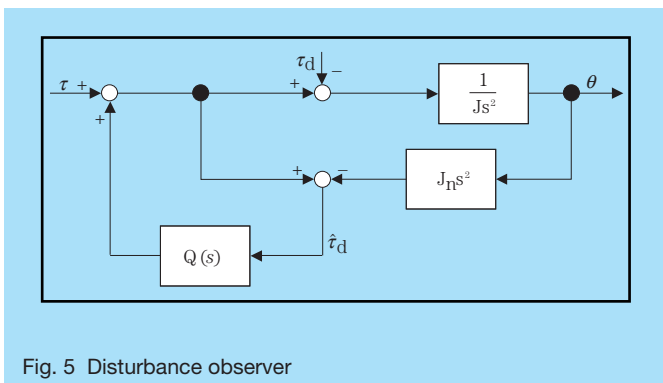 τ + + τd − 1 Js² θ
+ + − Jns²
Q (s) τ̂d
Fig. 5 Disturbance observer